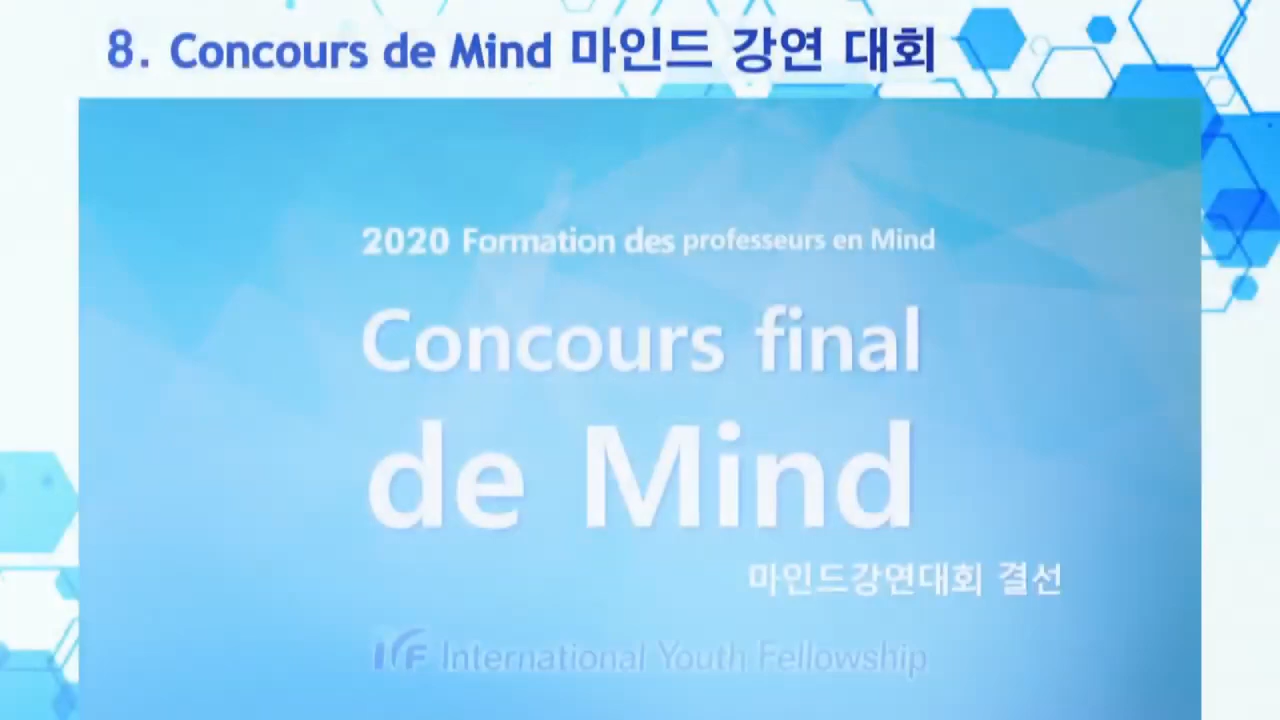 8. Concours de Mind 마인드 강연 대회
2020 Formation des professeurs en Mind
Concours final
de Mind
마인드강연대회 결선
IYF International Youth Fellowship